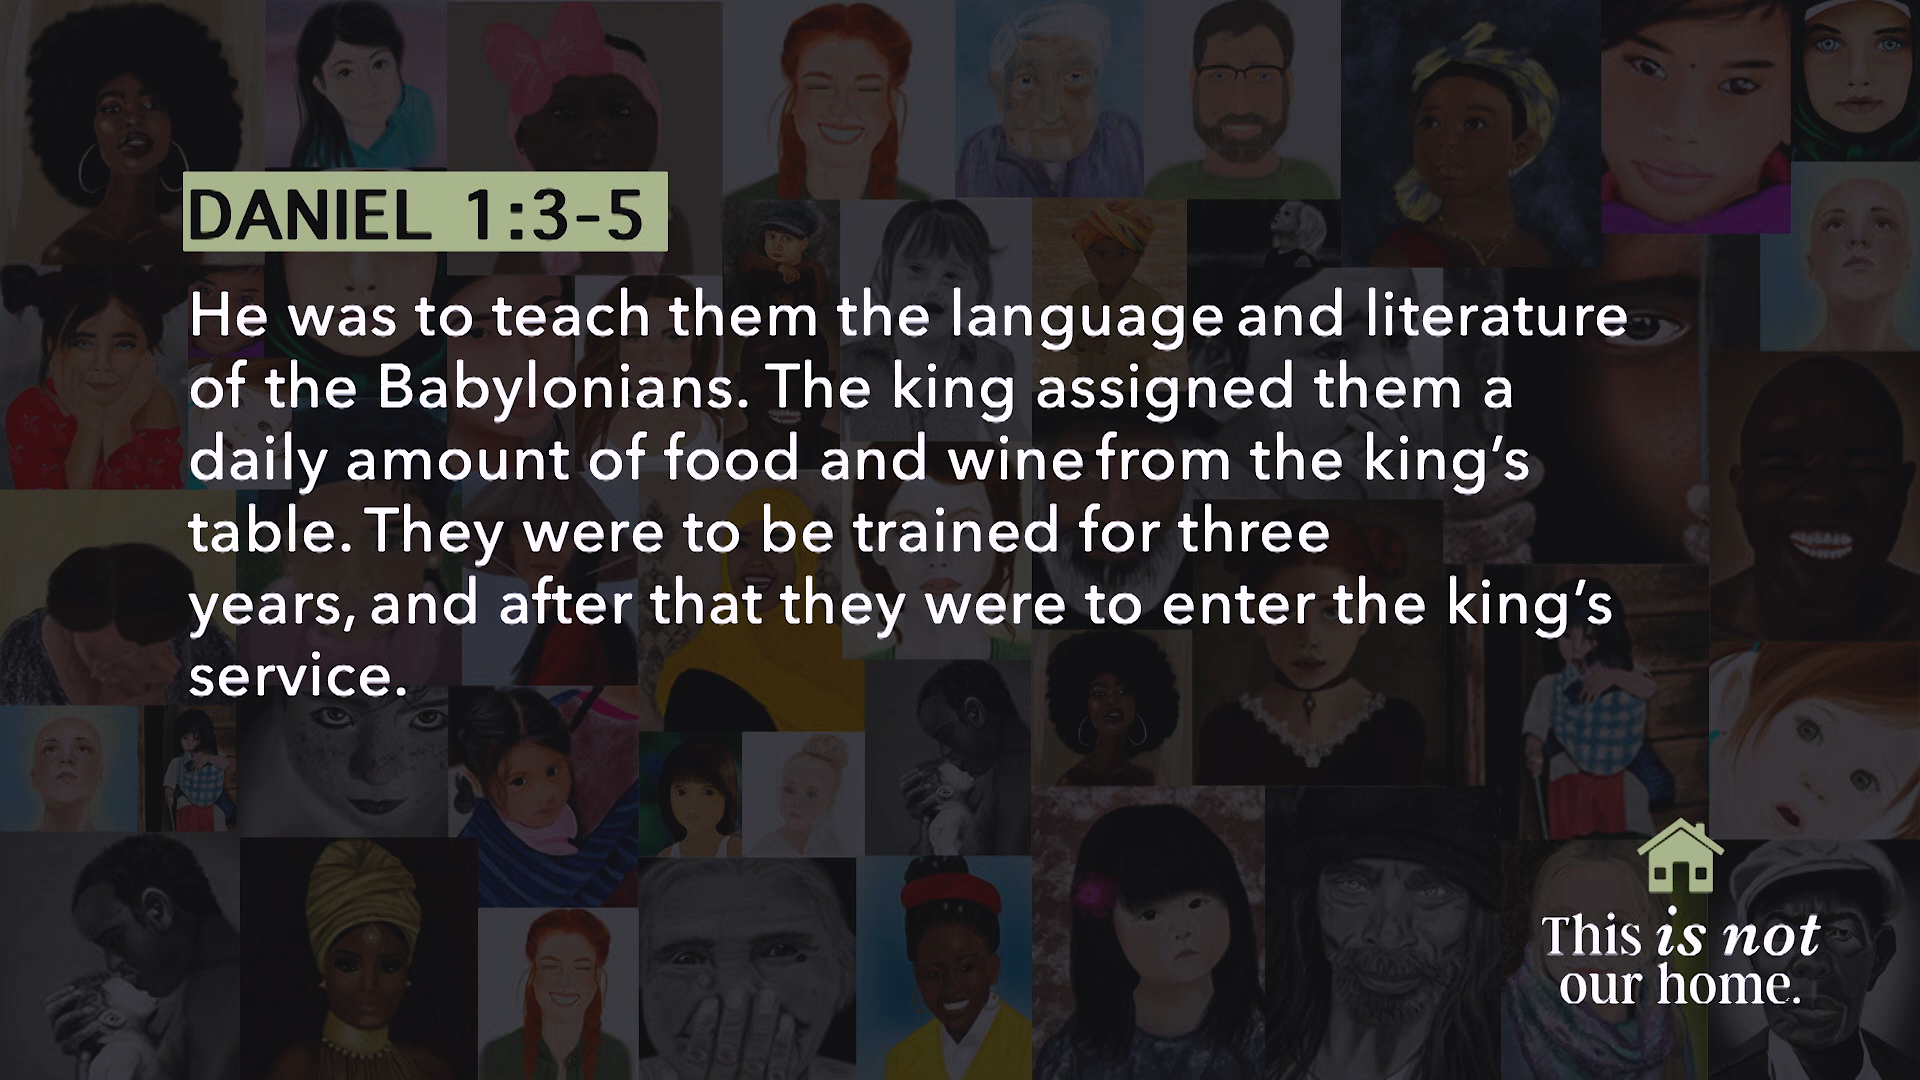 DANIEL 1:3-5
He was to teach them the language and literature
of the Babylonians. The king assigned them a
daily amount of food and wine from the king’s
table. They were to be trained for three
years, and after that they were to enter the king’s
service.
This is not
our home.